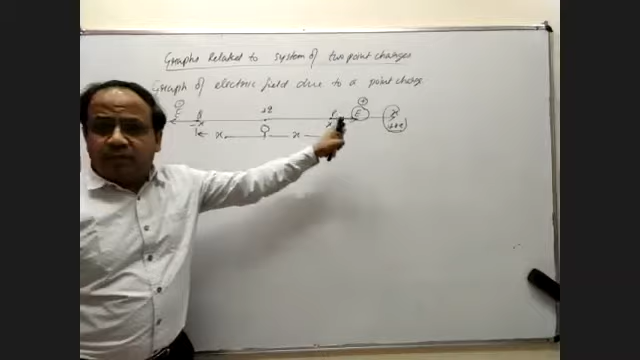 Graphs Related to system of two point charges
Graph of electric field due to a point charge
E B +q P E x
-x x
x O x